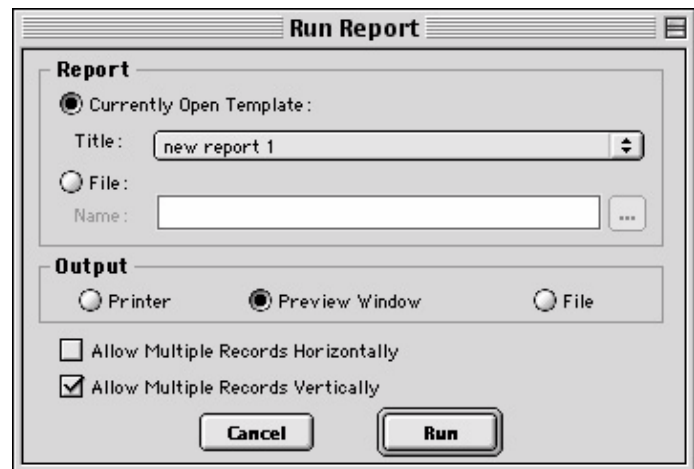 Run Report
Report
Currently Open Template:
Title: new report 1
File:
Name: ...
Output
Printer Preview Window File
Allow Multiple Records Horizontally
Allow Multiple Records Vertically
Cancel Run